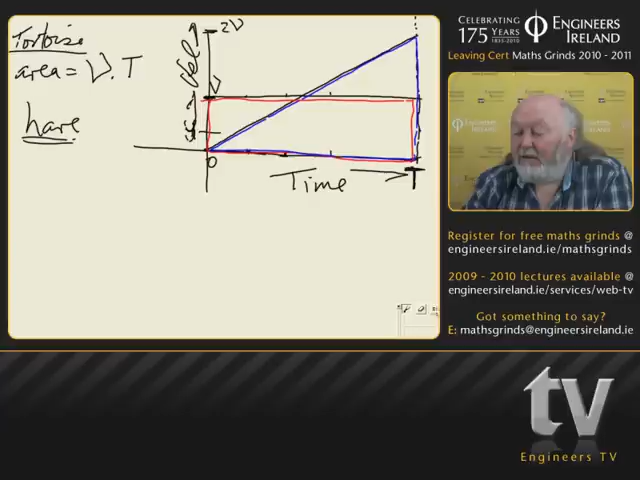 Tortoise
area = V. T
hare
Vel
2V
V
0
Time
T
CELEBRATING
175 YEARS
1835-2010
ENGINEERS
IRELAND
Leaving Cert Maths Grinds 2010 - 2011
Register for free maths grinds @
engineersireland.ie/mathsgrinds
2009 - 2010 lectures available @
engineersireland.ie/services/web-tv
Got something to say?
E: mathsgrinds@engineersireland.ie
tv
Engineers TV